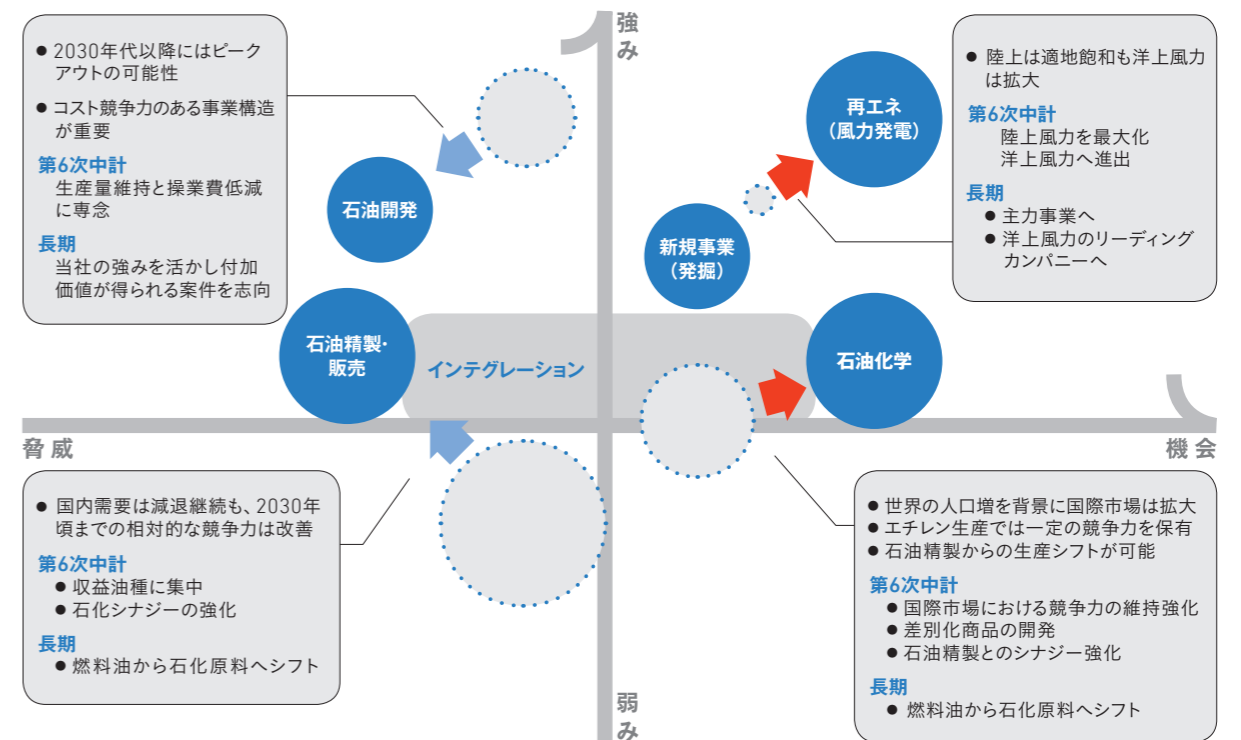 強
み
● 2030年代以降にはピーク
アウトの可能性
● コスト競争力のある事業構造
が重要
第6次中計
生産量維持と操業費低減
に専念
長期
当社の強みを活かし付加
価値が得られる案件を志向
石油開発
再エネ
（風力発電）
新規事業
（発掘）
● 陸上は適地飽和も洋上風力
は拡大
第6次中計
陸上風力を最大化
洋上風力へ進出
長期
● 主力事業へ
● 洋上風力のリーディング
カンパニーへ
石油精製・
販売
インテグレーション
石油化学
脅威
機会
● 国内需要は減退継続も、2030年
頃までの相対的な競争力は改善
第6次中計
● 収益油種に集中
● 石化シナジーの強化
長期
● 燃料油から石化原料へシフト
● 世界の人口増を背景に国際市場は拡大
● エチレン生産では一定の競争力を保有
● 石油精製からの生産シフトが可能
第6次中計
● 国際市場における競争力の維持強化
● 差別化商品の開発
● 石油精製とのシナジー強化
長期
● 燃料油から石化原料へシフト
弱
み